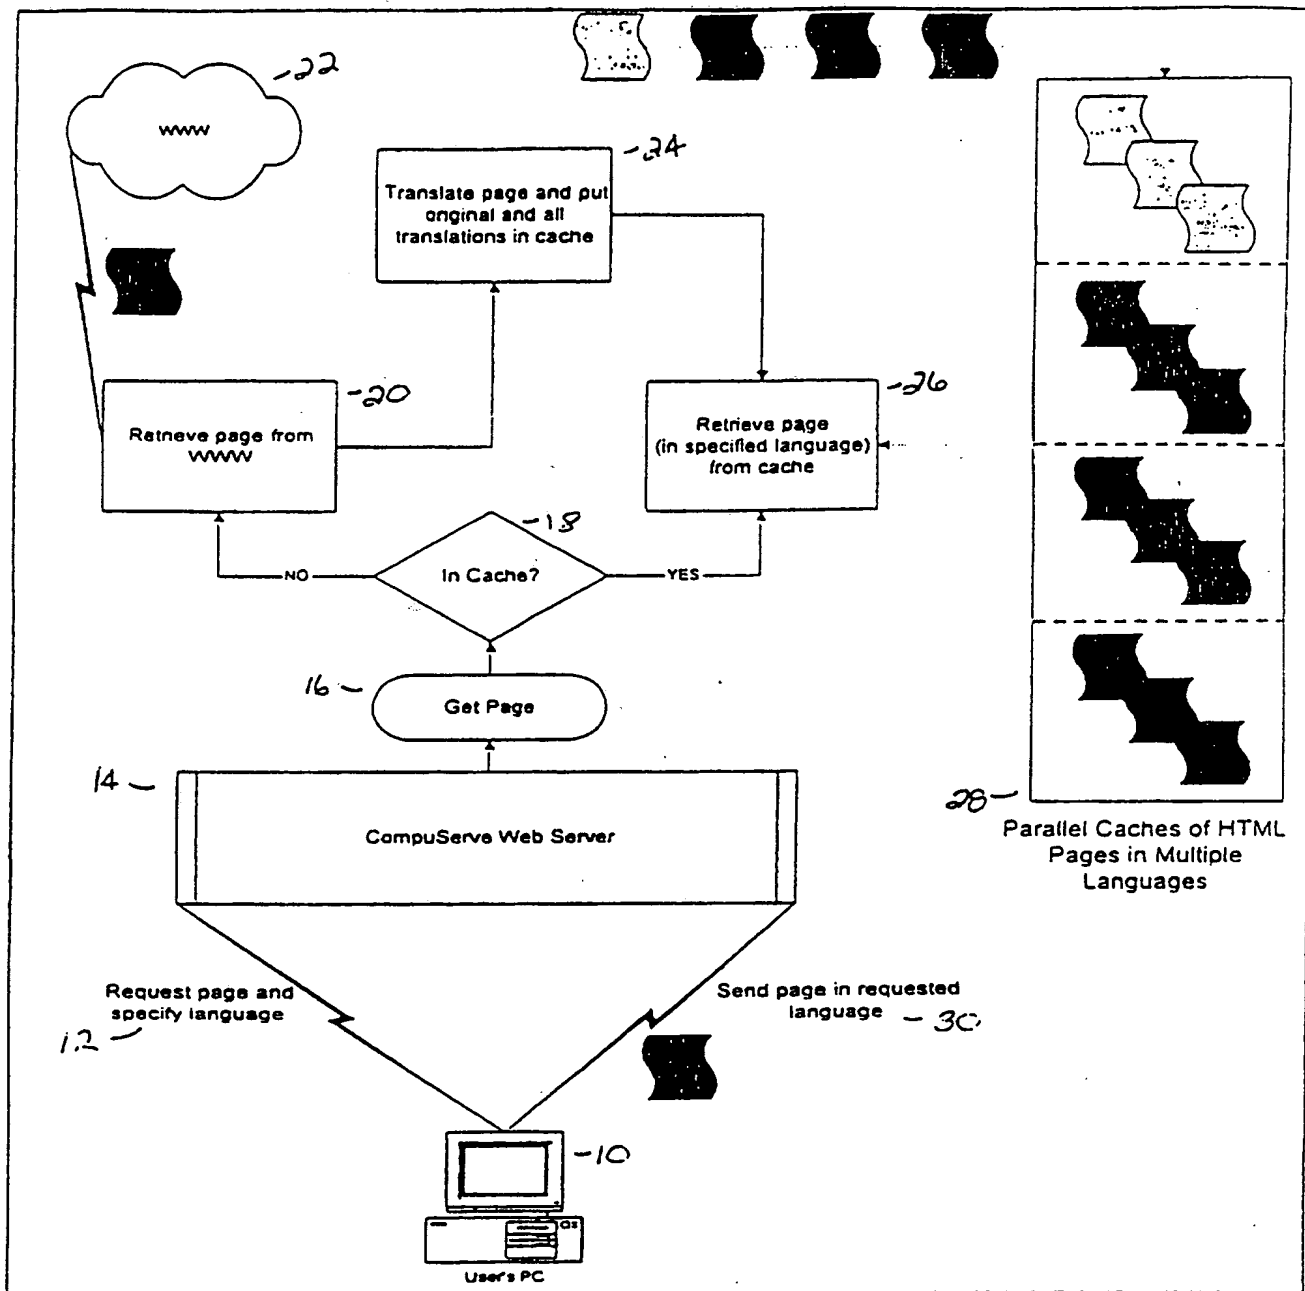 -22
WWW
-24
Translate page and put
original and all
translations in cache
-20
Retrieve page from
WWW
-26
Retrieve page
(in specified language)
from cache
-18
In Cache?
NO
YES
16 -
Get Page
14 -
CompuServe Web Server
28 -
Parallel Caches of HTML
Pages in Multiple
Languages
Request page and
specify language
12
Send page in requested
language
- 30
-10
User's PC